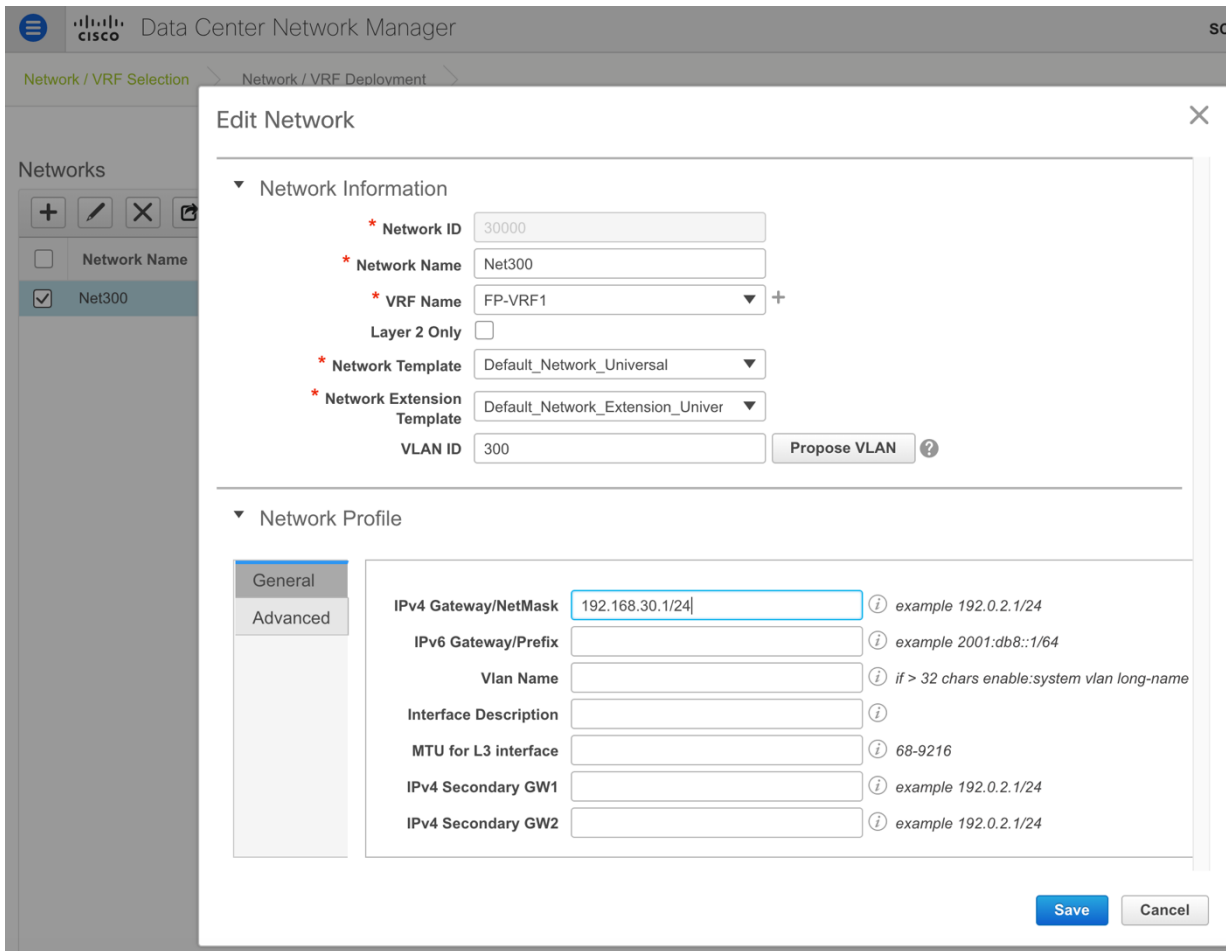 CISCO Data Center Network Manager SC
Network / VRF Selection Network / VRF Deployment
Edit Network
Networks
Network Name
Net300
Network Information
* Network ID 30000
* Network Name Net300
* VRF Name FP-VRF1
Layer 2 Only
* Network Template Default_Network_Universal
* Network Extension Template Default_Network_Extension_Univer
VLAN ID 300 Propose VLAN ?
Network Profile
General
Advanced
IPv4 Gateway/NetMask 192.168.30.1/24 i example 192.0.2.1/24
IPv6 Gateway/Prefix i example 2001:db8::1/64
Vlan Name i if > 32 chars enable:system vlan long-name
Interface Description i
MTU for L3 interface i 68-9216
IPv4 Secondary GW1 i example 192.0.2.1/24
IPv4 Secondary GW2 i example 192.0.2.1/24
Save Cancel